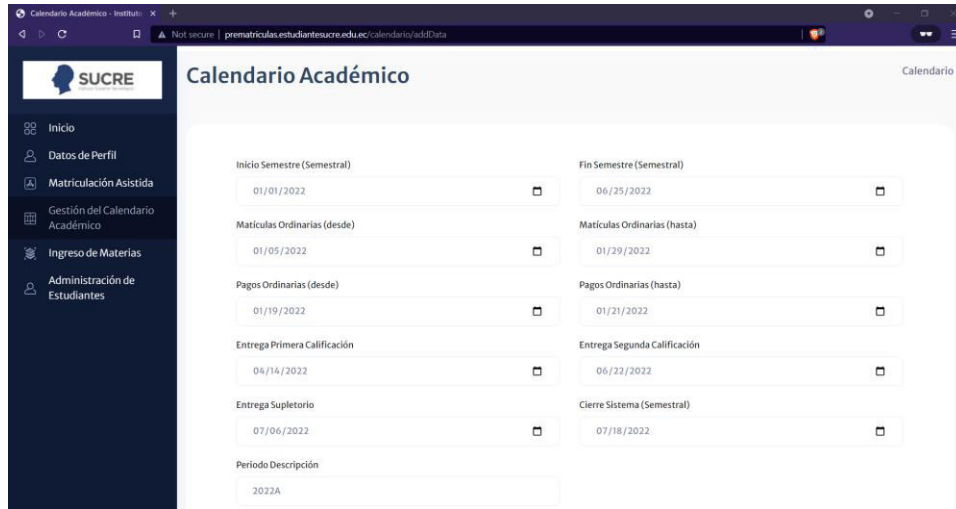 Calendario Académico - Institut
Not secure | prematriculas.estudiantesucre.edu.ec/calendario/addData
SUCRE
Calendario Académico
Calendario
Inicio
Datos de Perfil
Matriculación Asistida
Gestión del Calendario
Académico
Ingreso de Materias
Administración de
Estudiantes
Inicio Semestre (Semestral)
Fin Semestre (Semestral)
01/01/2022
06/25/2022
Matículas Ordinarias (desde)
Matículas Ordinarias (hasta)
01/05/2022
01/29/2022
Pagos Ordinarias (desde)
Pagos Ordinarias (hasta)
01/19/2022
01/21/2022
Entrega Primera Calificación
Entrega Segunda Calificación
04/14/2022
06/22/2022
Entrega Supletorio
Cierre Sistema (Semestral)
07/06/2022
07/18/2022
Periodo Descripción
2022A